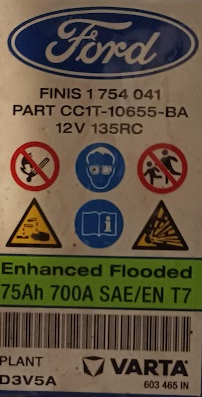 Ford
FINIS 1 754 041
PART CC1T-10655-BA
12V 135RC
Enhanced Flooded
75Ah 700A SAE/EN T7
PLANT
D3V5A
VARTA
603 465 IN